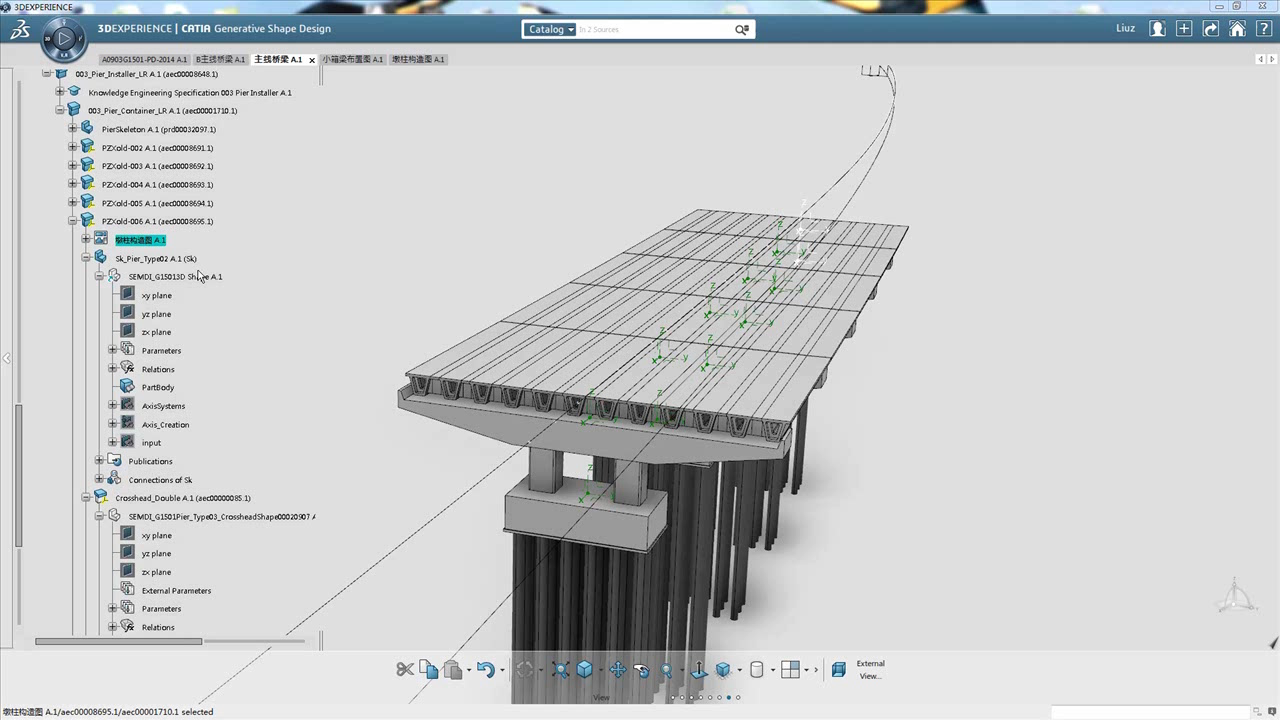 3DEXPERIENCE
3DEXPERIENCE | CATIA Generative Shape Design
Catalog
In 2 Sources
Liuz
A0903G1501-PD-2014 A.1
B主线桥梁 A.1
主线桥梁 A.1
小箱梁布置图 A.1
墩柱构造图 A.1
003_Pier_Installer_LR A.1 (aec00008648.1)
Knowledge Engineering Specification 003 Pier Installer A.1
003_Pier_Container_LR A.1 (aec00001710.1)
PierSkeleton A.1 (prd00032097.1)
PZXold-002 A.1 (aec00008691.1)
PZXold-003 A.1 (aec00008692.1)
PZXold-004 A.1 (aec00008693.1)
PZXold-005 A.1 (aec00008694.1)
PZXold-006 A.1 (aec00008695.1)
墩柱构造图 A.1
Sk_Pier_Type02 A.1 (Sk)
SEMDI_G15013D Shape A.1
xy plane
yz plane
zx plane
Parameters
Relations
PartBody
AxisSystems
Axis_Creation
input
Publications
Connections of Sk
Crosshead_Double A.1 (aec00000085.1)
SEMDI_G1501Pier_Type03_CrossheadShape00020907 A
xy plane
yz plane
zx plane
External Parameters
Parameters
Relations
View
External
View...
墩柱构造图 A.1/aec00008695.1/aec00001710.1 selected